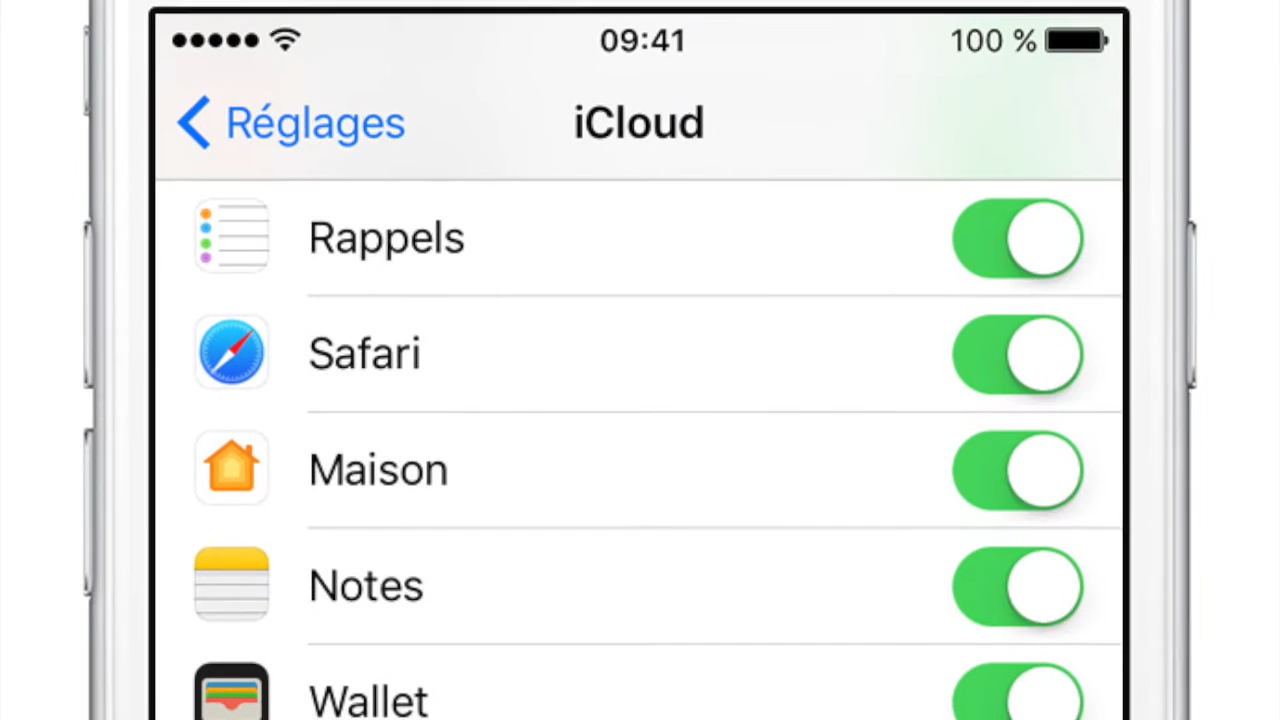 09:41
100 %
Réglages
iCloud
Rappels
Safari
Maison
Notes
Wallet